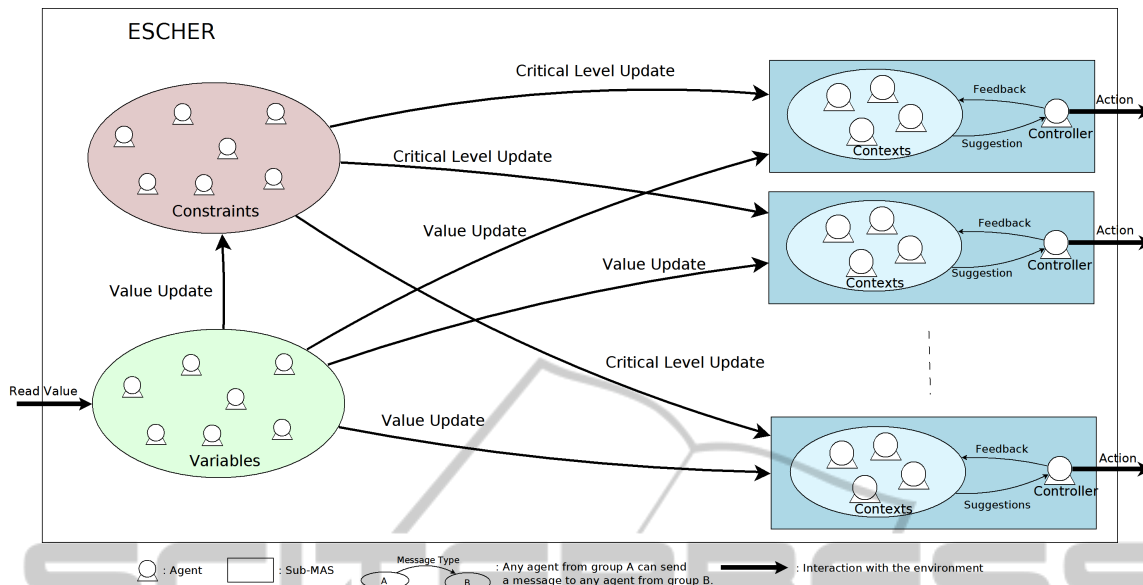 ESCHER
Critical Level Update
Critical Level Update
Value Update
Value Update
Value Update
Critical Level Update
Value Update
Constraints
Variables
Read Value
Feedback
Suggestion
Contexts
Controller
Action
Feedback
Suggestion
Contexts
Controller
Action
Feedback
Suggestions
Contexts
Controller
Action
: Agent
: Sub-MAS
Message Type
A
B
: Any agent from group A can send
a message to any agent from group B.
: Interaction with the environment
SCITEPRESS